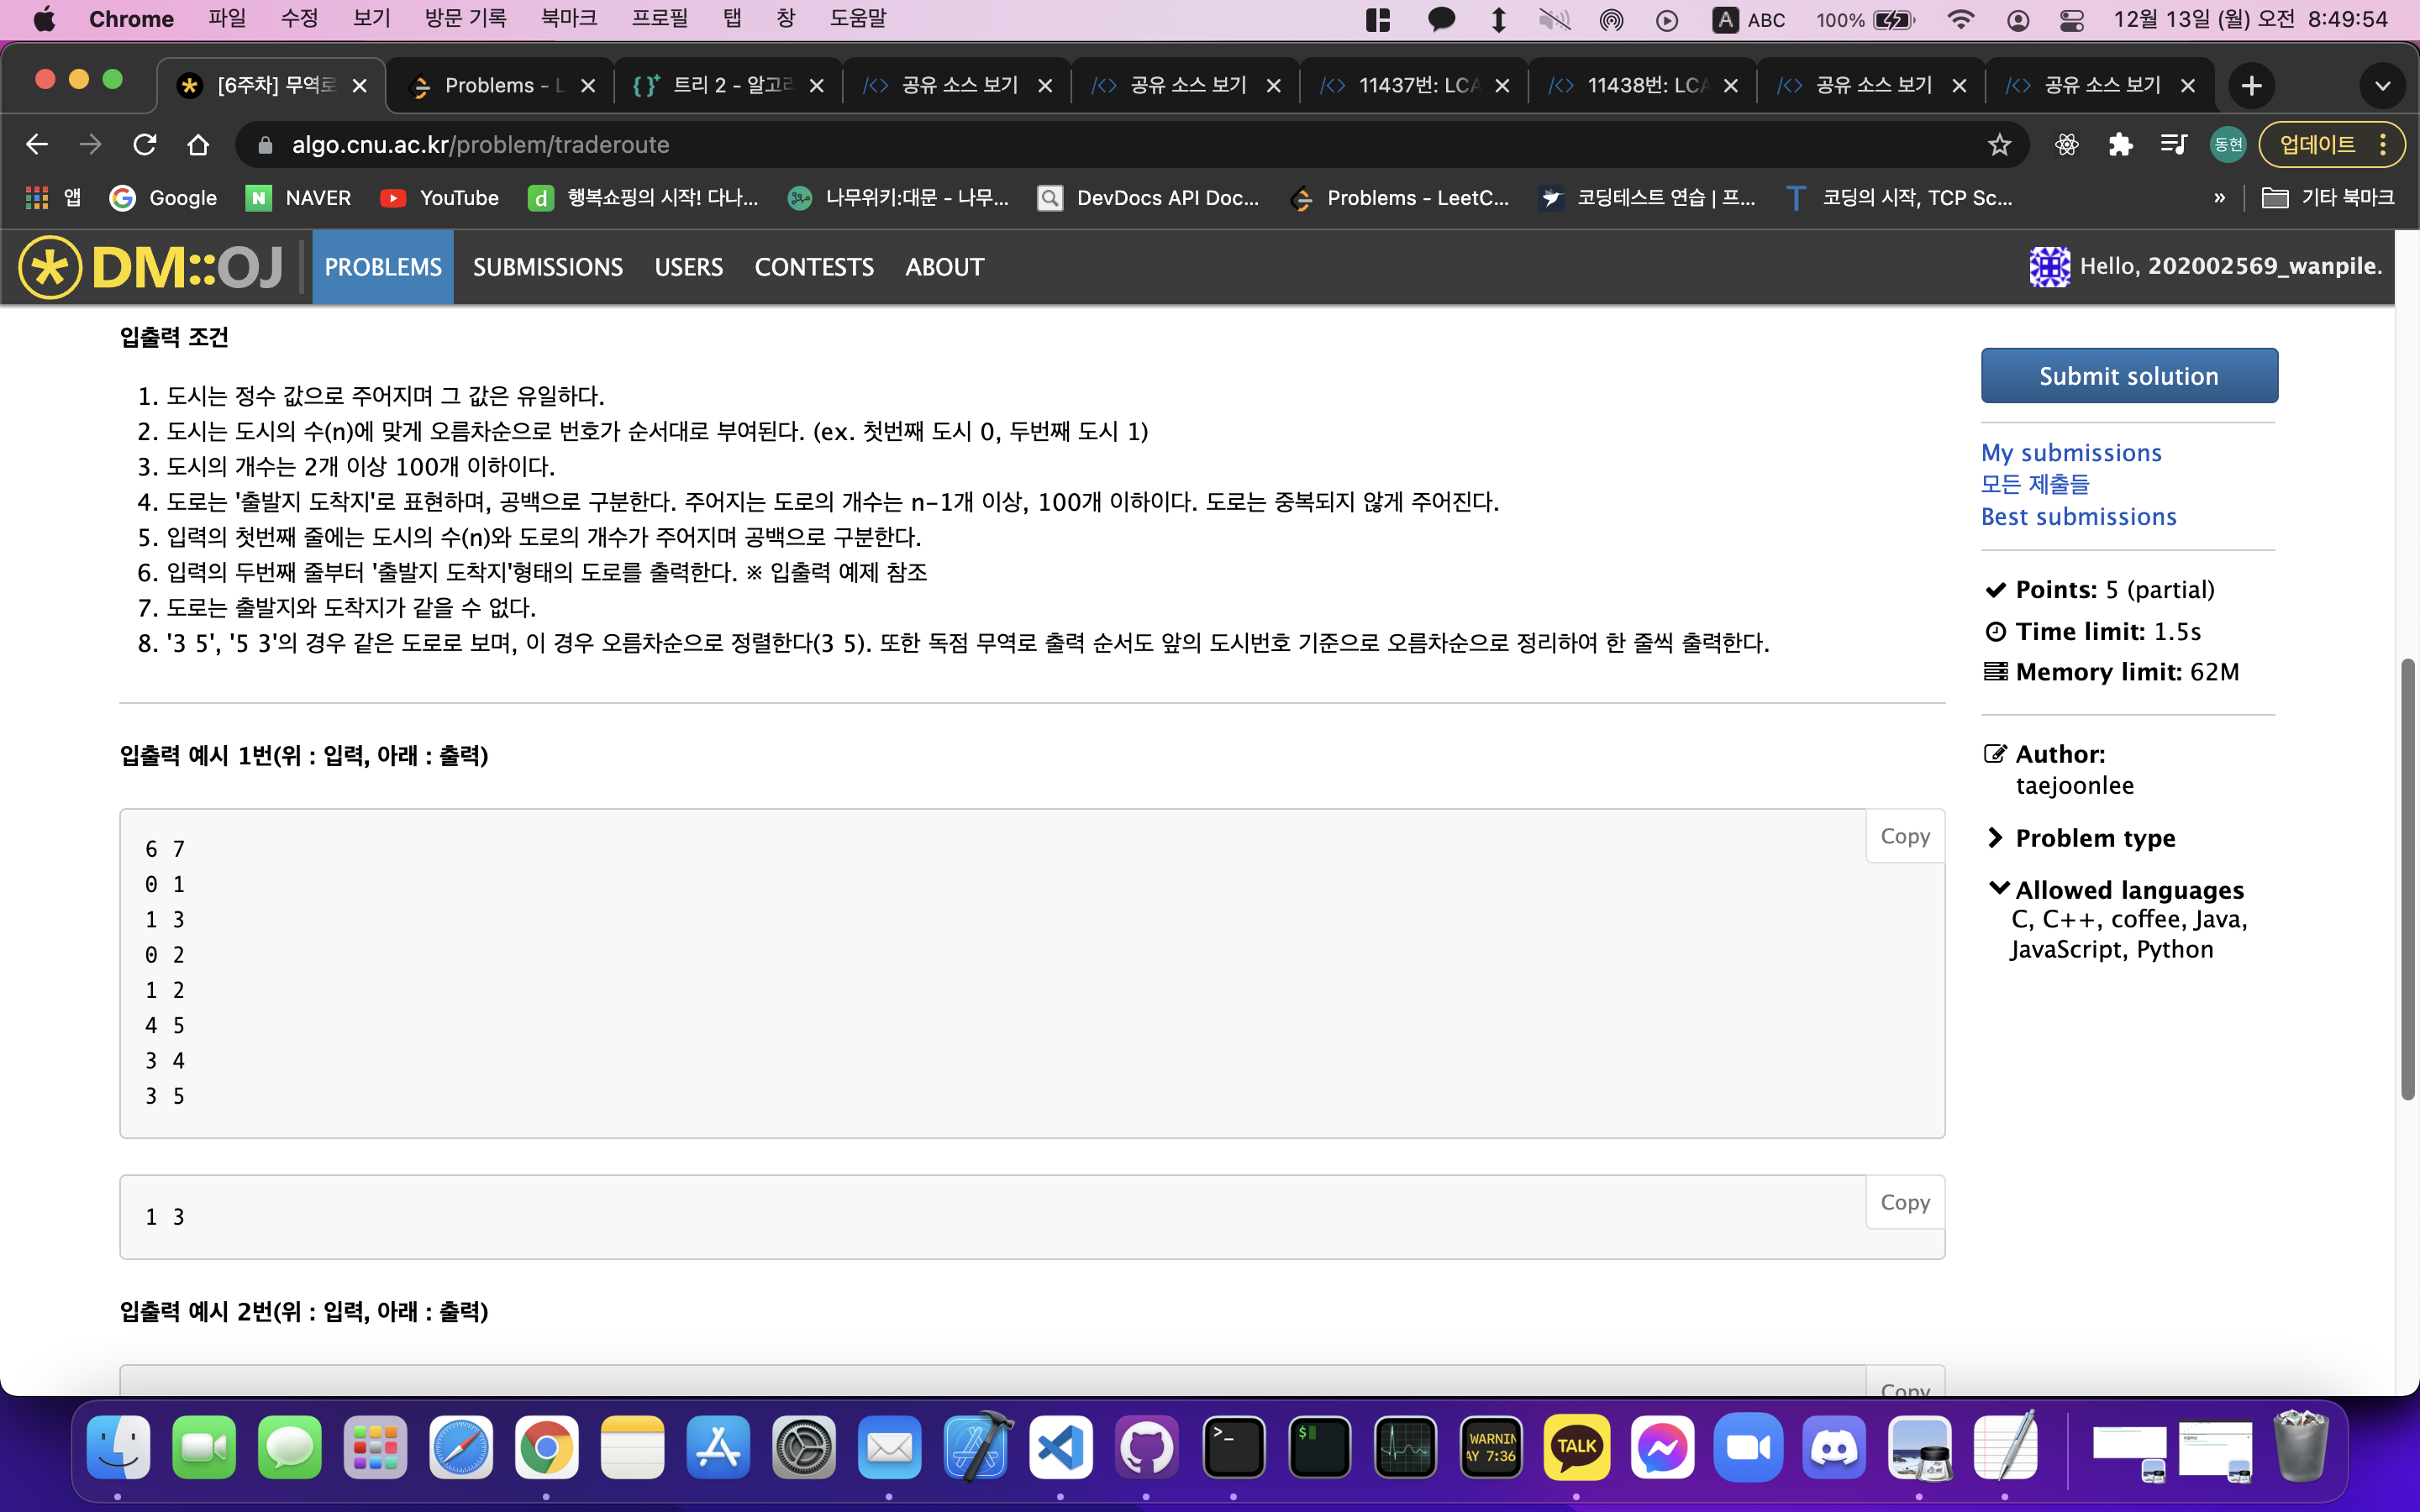 Chrome 파일 수정 보기 방문 기록 북마크 프로필 탭 창 도움말 A ABC 100% 12월 13일 (월) 오전 8:49:54
[6주차] 무역로 Problems - L 트리 2 - 알고리 공유 소스 보기 공유 소스 보기 11437번: LCA 11438번: LCA 공유 소스 보기 공유 소스 보기
algo.cnu.ac.kr/problem/traderoute 동현 업데이트
앱 Google NAVER YouTube 행복쇼핑의 시작! 다나... 나무위키:대문 - 나무... DevDocs API Doc... Problems - LeetC... 코딩테스트 연습 | 프... 코딩의 시작, TCP Sc... » 기타 북마크
DM::OJ PROBLEMS SUBMISSIONS USERS CONTESTS ABOUT Hello, 202002569_wanpile.
입출력 조건
1. 도시는 정수 값으로 주어지며 그 값은 유일하다.
2. 도시는 도시의 수(n)에 맞게 오름차순으로 번호가 순서대로 부여된다. (ex. 첫번째 도시 0, 두번째 도시 1)
3. 도시의 개수는 2개 이상 100개 이하이다.
4. 도로는 '출발지 도착지'로 표현하며, 공백으로 구분한다. 주어지는 도로의 개수는 n-1개 이상, 100개 이하이다. 도로는 중복되지 않게 주어진다.
5. 입력의 첫번째 줄에는 도시의 수(n)와 도로의 개수가 주어지며 공백으로 구분한다.
6. 입력의 두번째 줄부터 '출발지 도착지'형태의 도로를 출력한다. ※ 입출력 예제 참조
7. 도로는 출발지와 도착지가 같을 수 없다.
8. '3 5', '5 3'의 경우 같은 도로로 보며, 이 경우 오름차순으로 정렬한다(3 5). 또한 독점 무역로 출력 순서도 앞의 도시번호 기준으로 오름차순으로 정리하여 한 줄씩 출력한다.
입출력 예시 1번(위 : 입력, 아래 : 출력)
Copy
6 7
0 1
1 3
0 2
1 2
4 5
3 4
3 5
Copy
1 3
입출력 예시 2번(위 : 입력, 아래 : 출력)
Copy
Submit solution
My submissions
모든 제출들
Best submissions
Points: 5 (partial)
Time limit: 1.5s
Memory limit: 62M
Author:
taejoonlee
Problem type
Allowed languages
C, C++, coffee, Java,
JavaScript, Python
WARNIN
AY 7:36
TALK